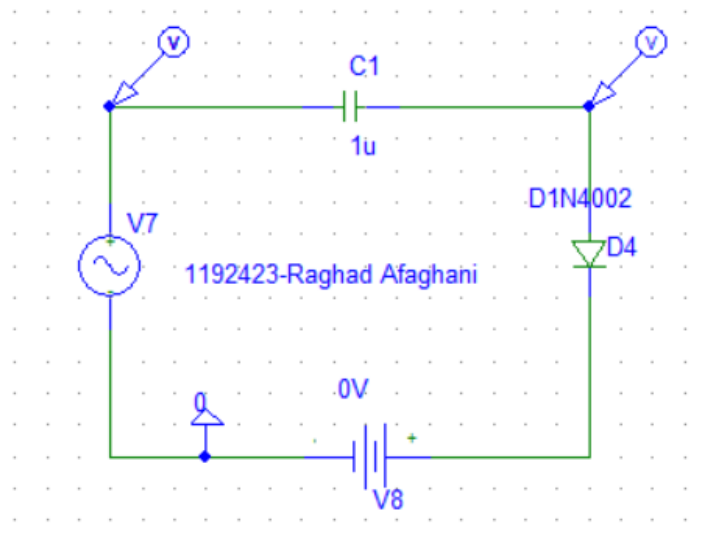 V
V
C1
1u
D1N4002
V7
D4
1192423-Raghad Afaghani
0V
0
- +
V8